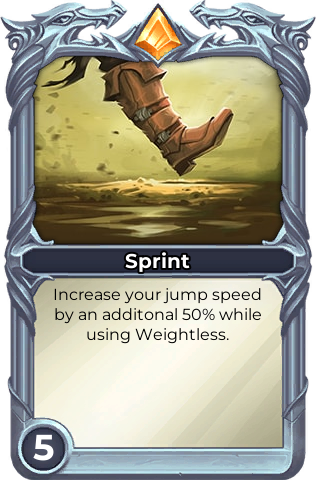 Sprint
Increase your jump speed
by an additonal 50% while
using Weightless.
5